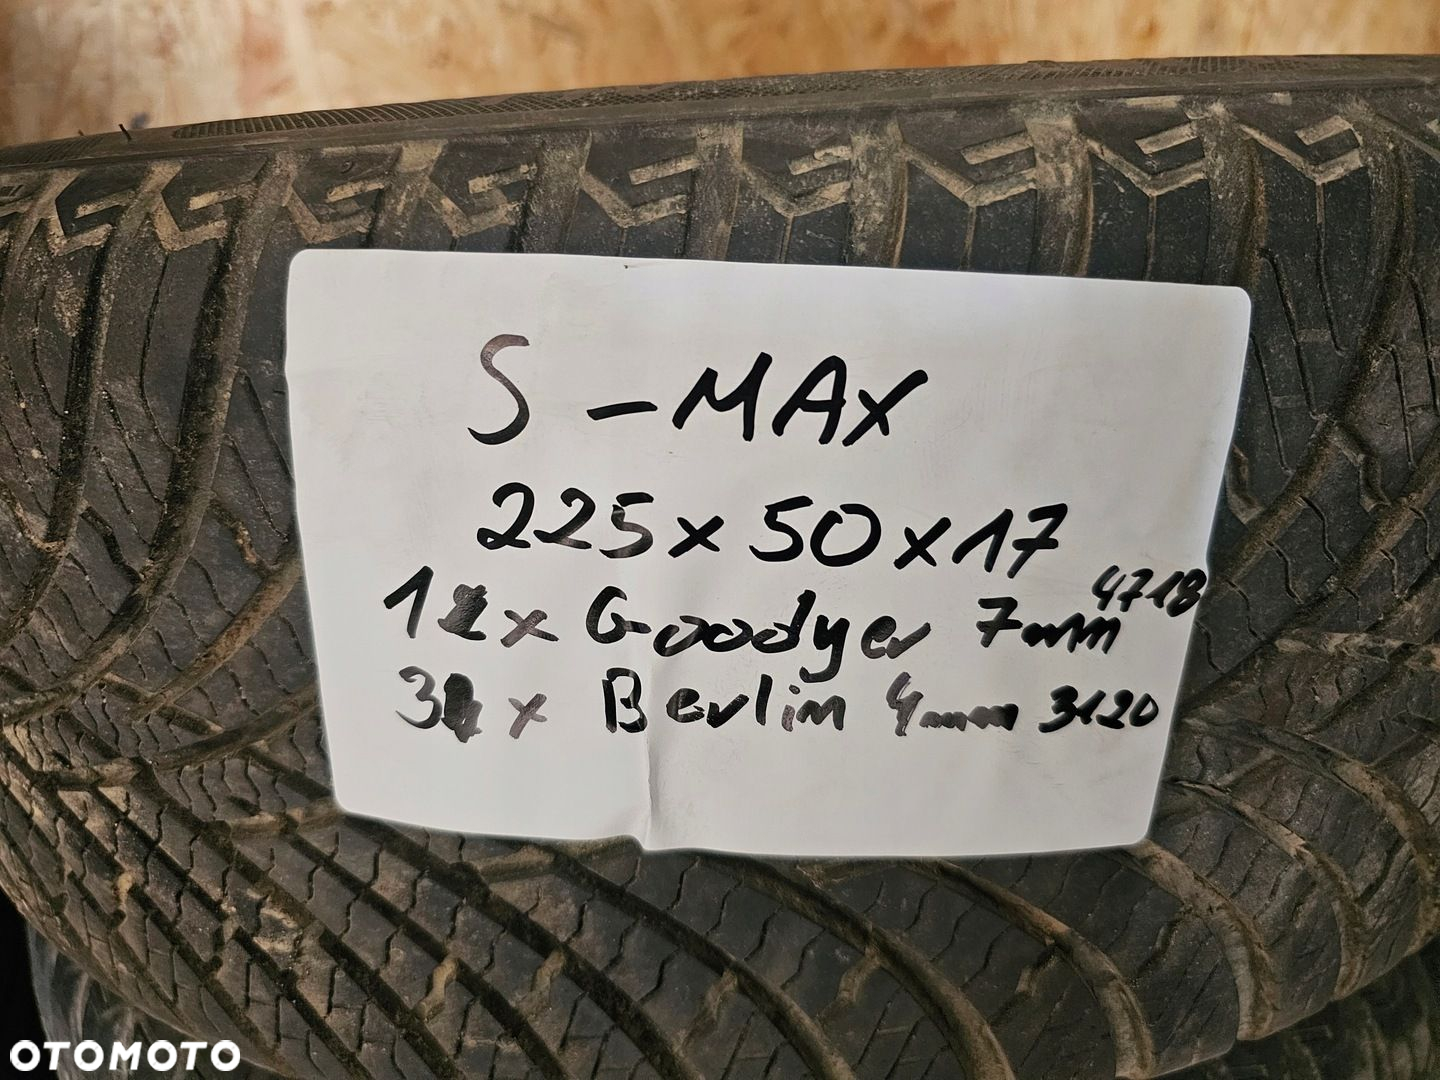 S-MAX
225x50x17
1x Goodyer 7mm 4718
3x Berlin 4mm 3120
OTOMOTO